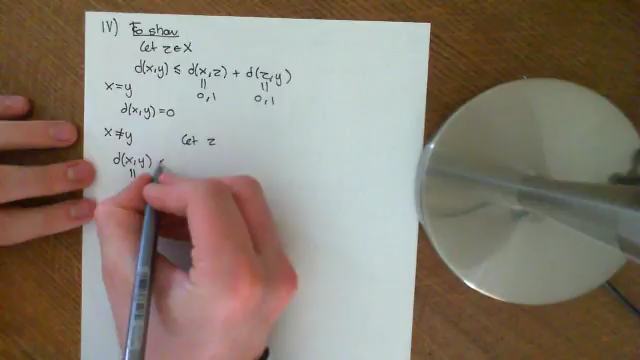 IV) To show
Let z ∈ X
d(x,y) ≤ d(x,z) + d(z,y)
x=y || ||
0,1 0,1
d(x,y) = 0
x ≠ y Let z
d(x,y)
||